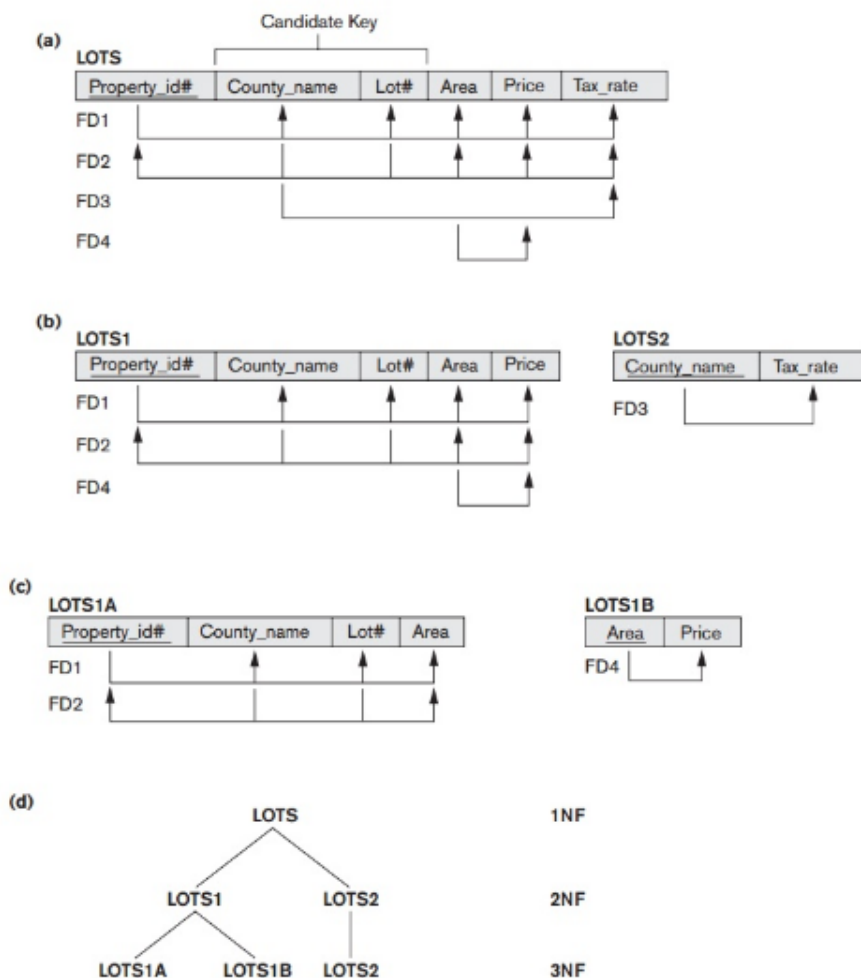 Candidate Key
(a)
LOTS
Property_id# County_name Lot# Area Price Tax_rate
FD1
FD2
FD3
FD4
(b)
LOTS1 LOTS2
Property_id# County_name Lot# Area Price County_name Tax_rate
FD1
FD2
FD3
FD4
(c)
LOTS1A LOTS1B
Property_id# County_name Lot# Area Area Price
FD1 FD4
FD2
(d)
LOTS 1NF
LOTS1 LOTS2 2NF
LOTS1A LOTS1B LOTS2 3NF